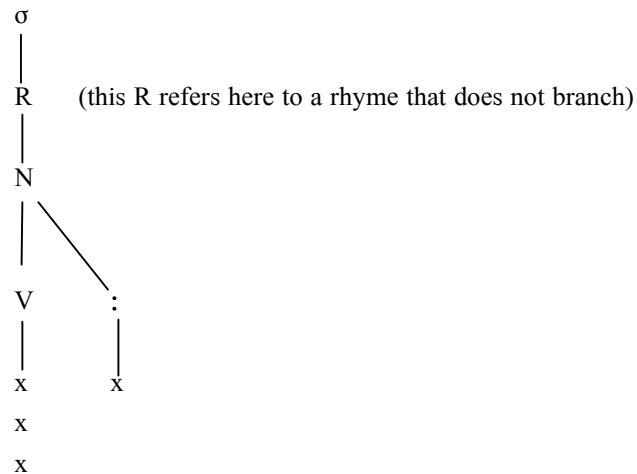 σ
R (this R refers here to a rhyme that does not branch)
N
V :
x x
x
x